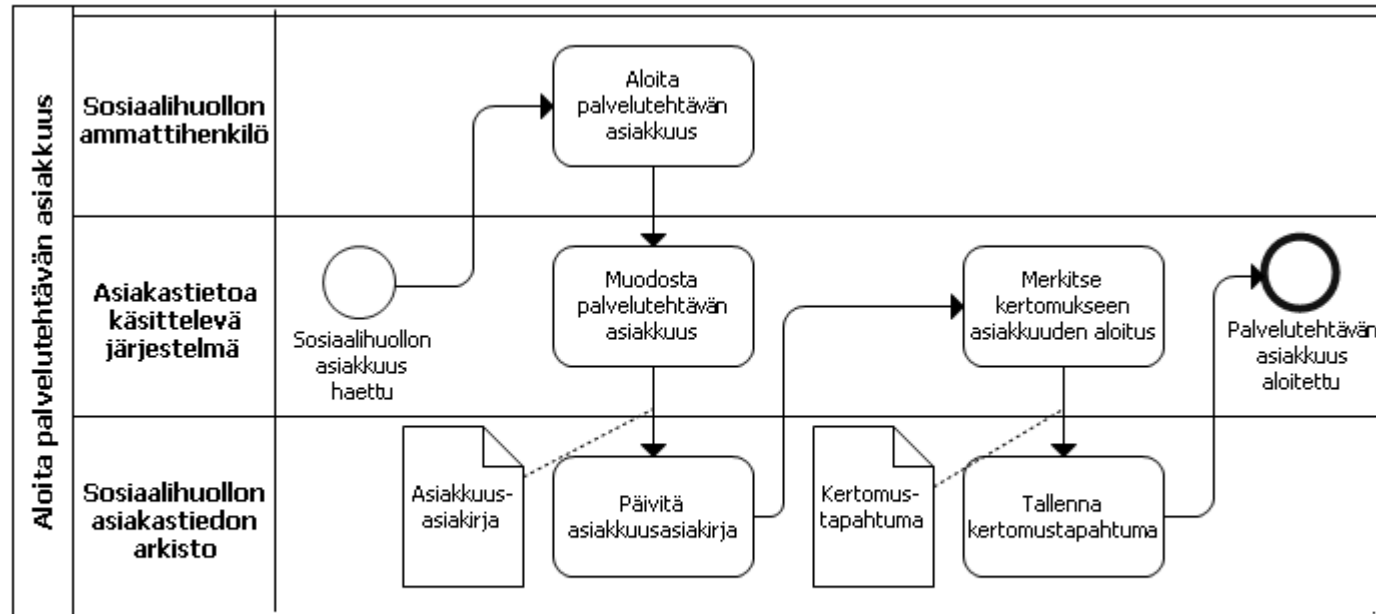 Aloita palvelutehtävän asiakkuus
Sosiaalihuollon
ammattihenkilö
Aloita
palvelutehtävän
asiakkuus
Asiakastietoa
käsittelevä
järjestelmä
Sosiaalihuollon
asiakkuus
haettu
Muodosta
palvelutehtävän
asiakkuus
Merkitse
kertomukseen
asiakkuuden aloitus
Palvelutehtävän
asiakkuus
aloitettu
Sosiaalihuollon
asiakastiedon
arkisto
Asiakkuus-
asiakirja
Päivitä
asiakkuusasiakirja
Kertomus-
tapahtuma
Tallenna
kertomustapahtuma